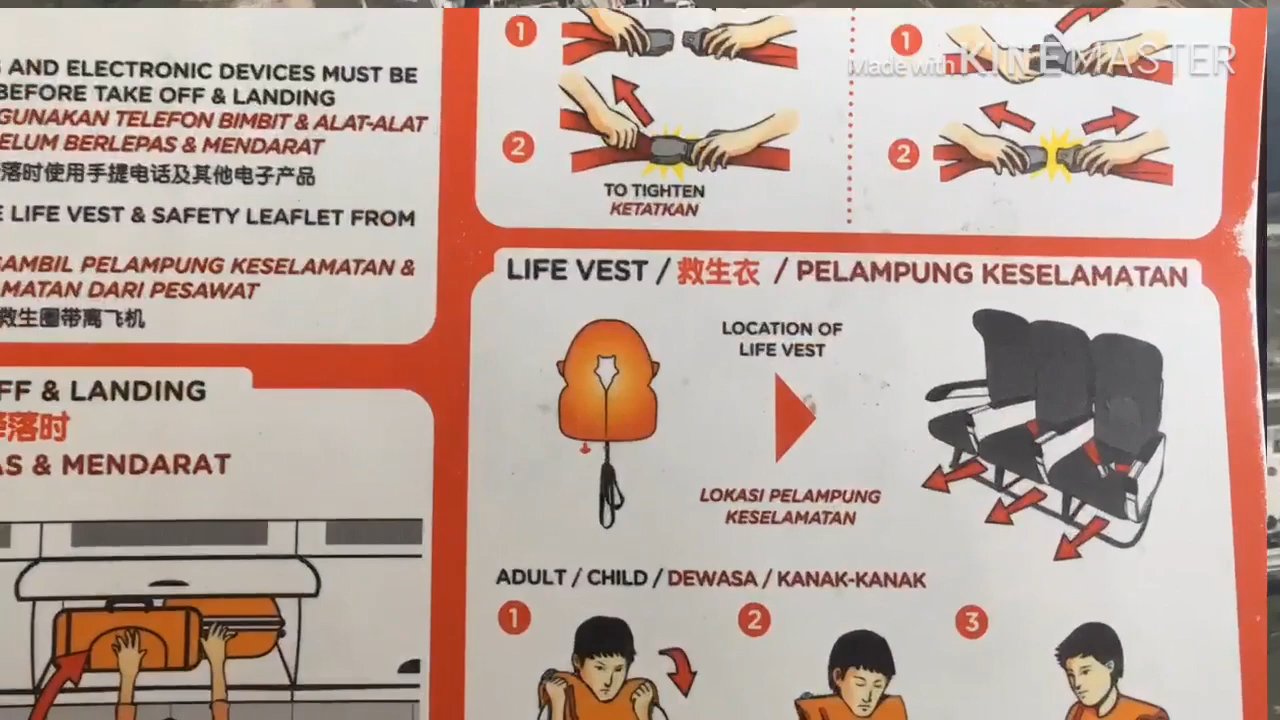 AND ELECTRONIC DEVICES MUST BE
BEFORE TAKE OFF & LANDING
GUNAKAN TELEFON BIMBIT & ALAT-ALAT
ELUM BERLEPAS & MENDARAT
落时使用手提电话及其他电子产品
LIFE VEST & SAFETY LEAFLET FROM
AMBIL PELAMPUNG KESELAMATAN &
MATAN DARI PESAWAT
救生圈带离飞机
FF & LANDING
落时
AS & MENDARAT
1
2
TO TIGHTEN
KETATKAN
1
2
Made with KINEMASTER
LIFE VEST / 救生衣 / PELAMPUNG KESELAMATAN
LOCATION OF
LIFE VEST
LOKASI PELAMPUNG
KESELAMATAN
ADULT / CHILD / DEWASA / KANAK-KANAK
1
2
3